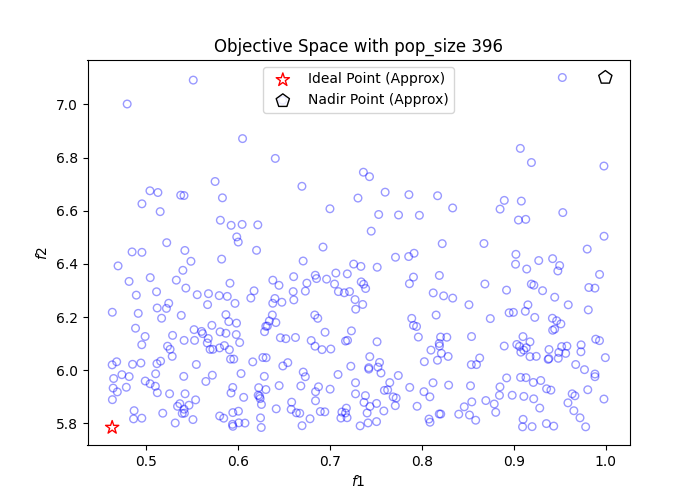 Objective Space with pop_size 396
Ideal Point (Approx)
Nadir Point (Approx)
f2
7.0
6.8
6.6
6.4
6.2
6.0
5.8
0.5 0.6 0.7 0.8 0.9 1.0
f1